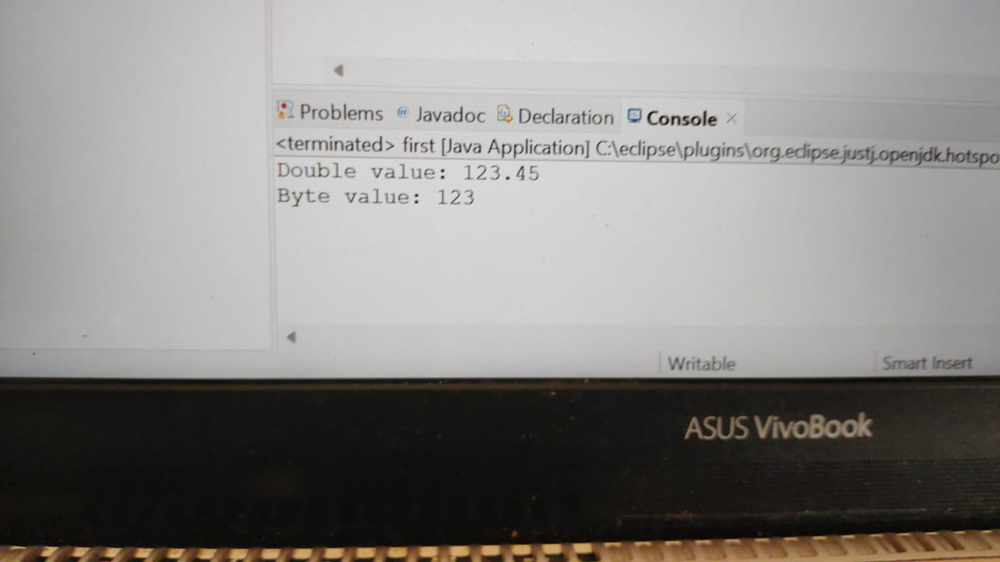 Problems @ Javadoc Declaration Console
<terminated> first [Java Application] C:\eclipse\plugins\org.eclipse.justj.openjdk.hotspo
Double value: 123.45
Byte value: 123
Writable Smart Insert
ASUS VivoBook